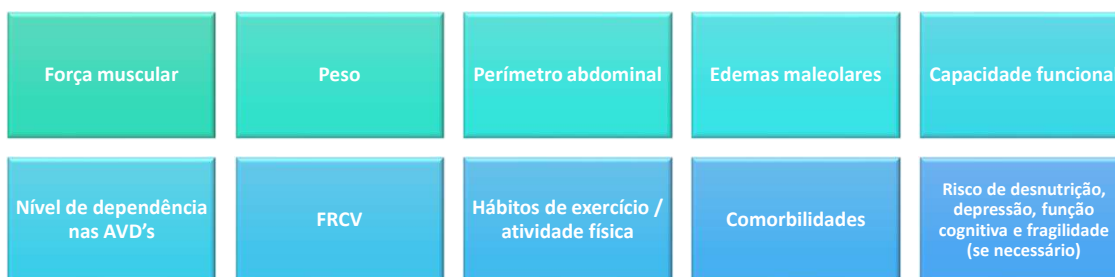 Força muscular
Peso
Perímetro abdominal
Edemas maleolares
Capacidade funcional
Nível de dependência
nas AVD's
FRCV
Hábitos de exercício /
atividade física
Comorbilidades
Risco de desnutrição,
depressão, função
cognitiva e fragilidade
(se necessário)